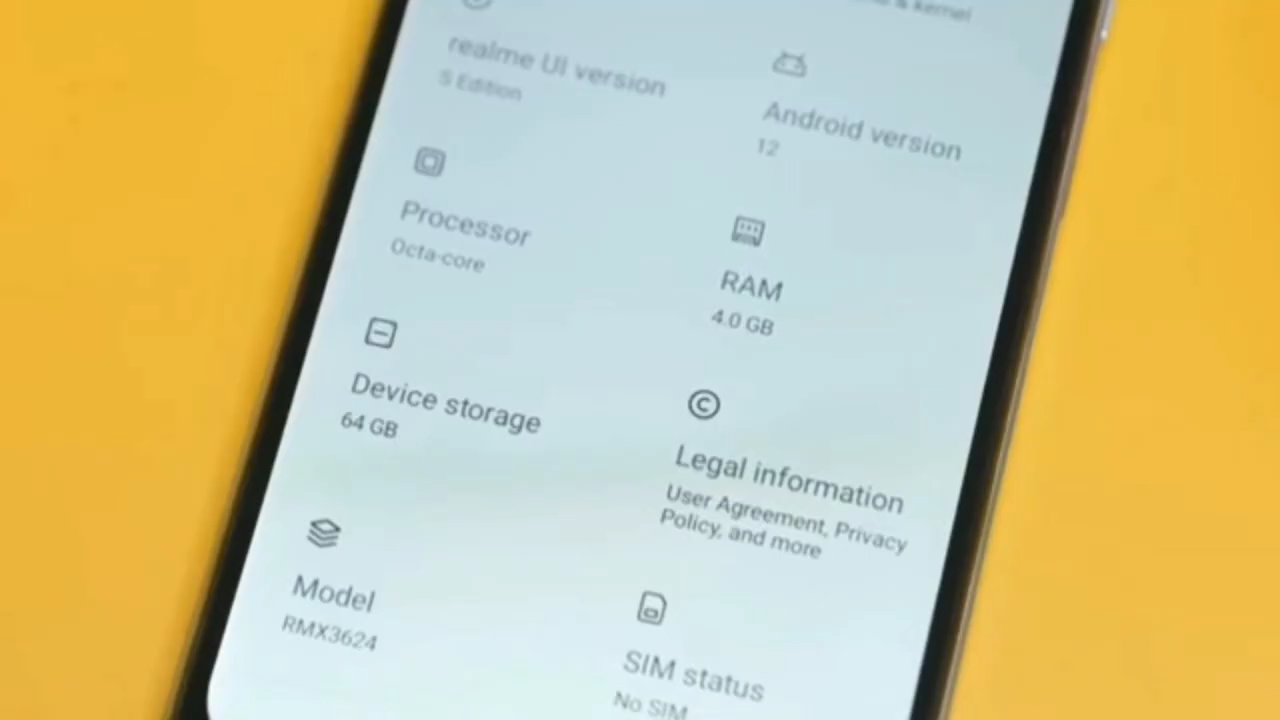 & kernel
realme UI version
S Edition
Android version
12
Processor
Octa-core
RAM
4.0 GB
Device storage
64 GB
Legal information
User Agreement, Privacy
Policy, and more
Model
RMX3624
SIM status
No SIM